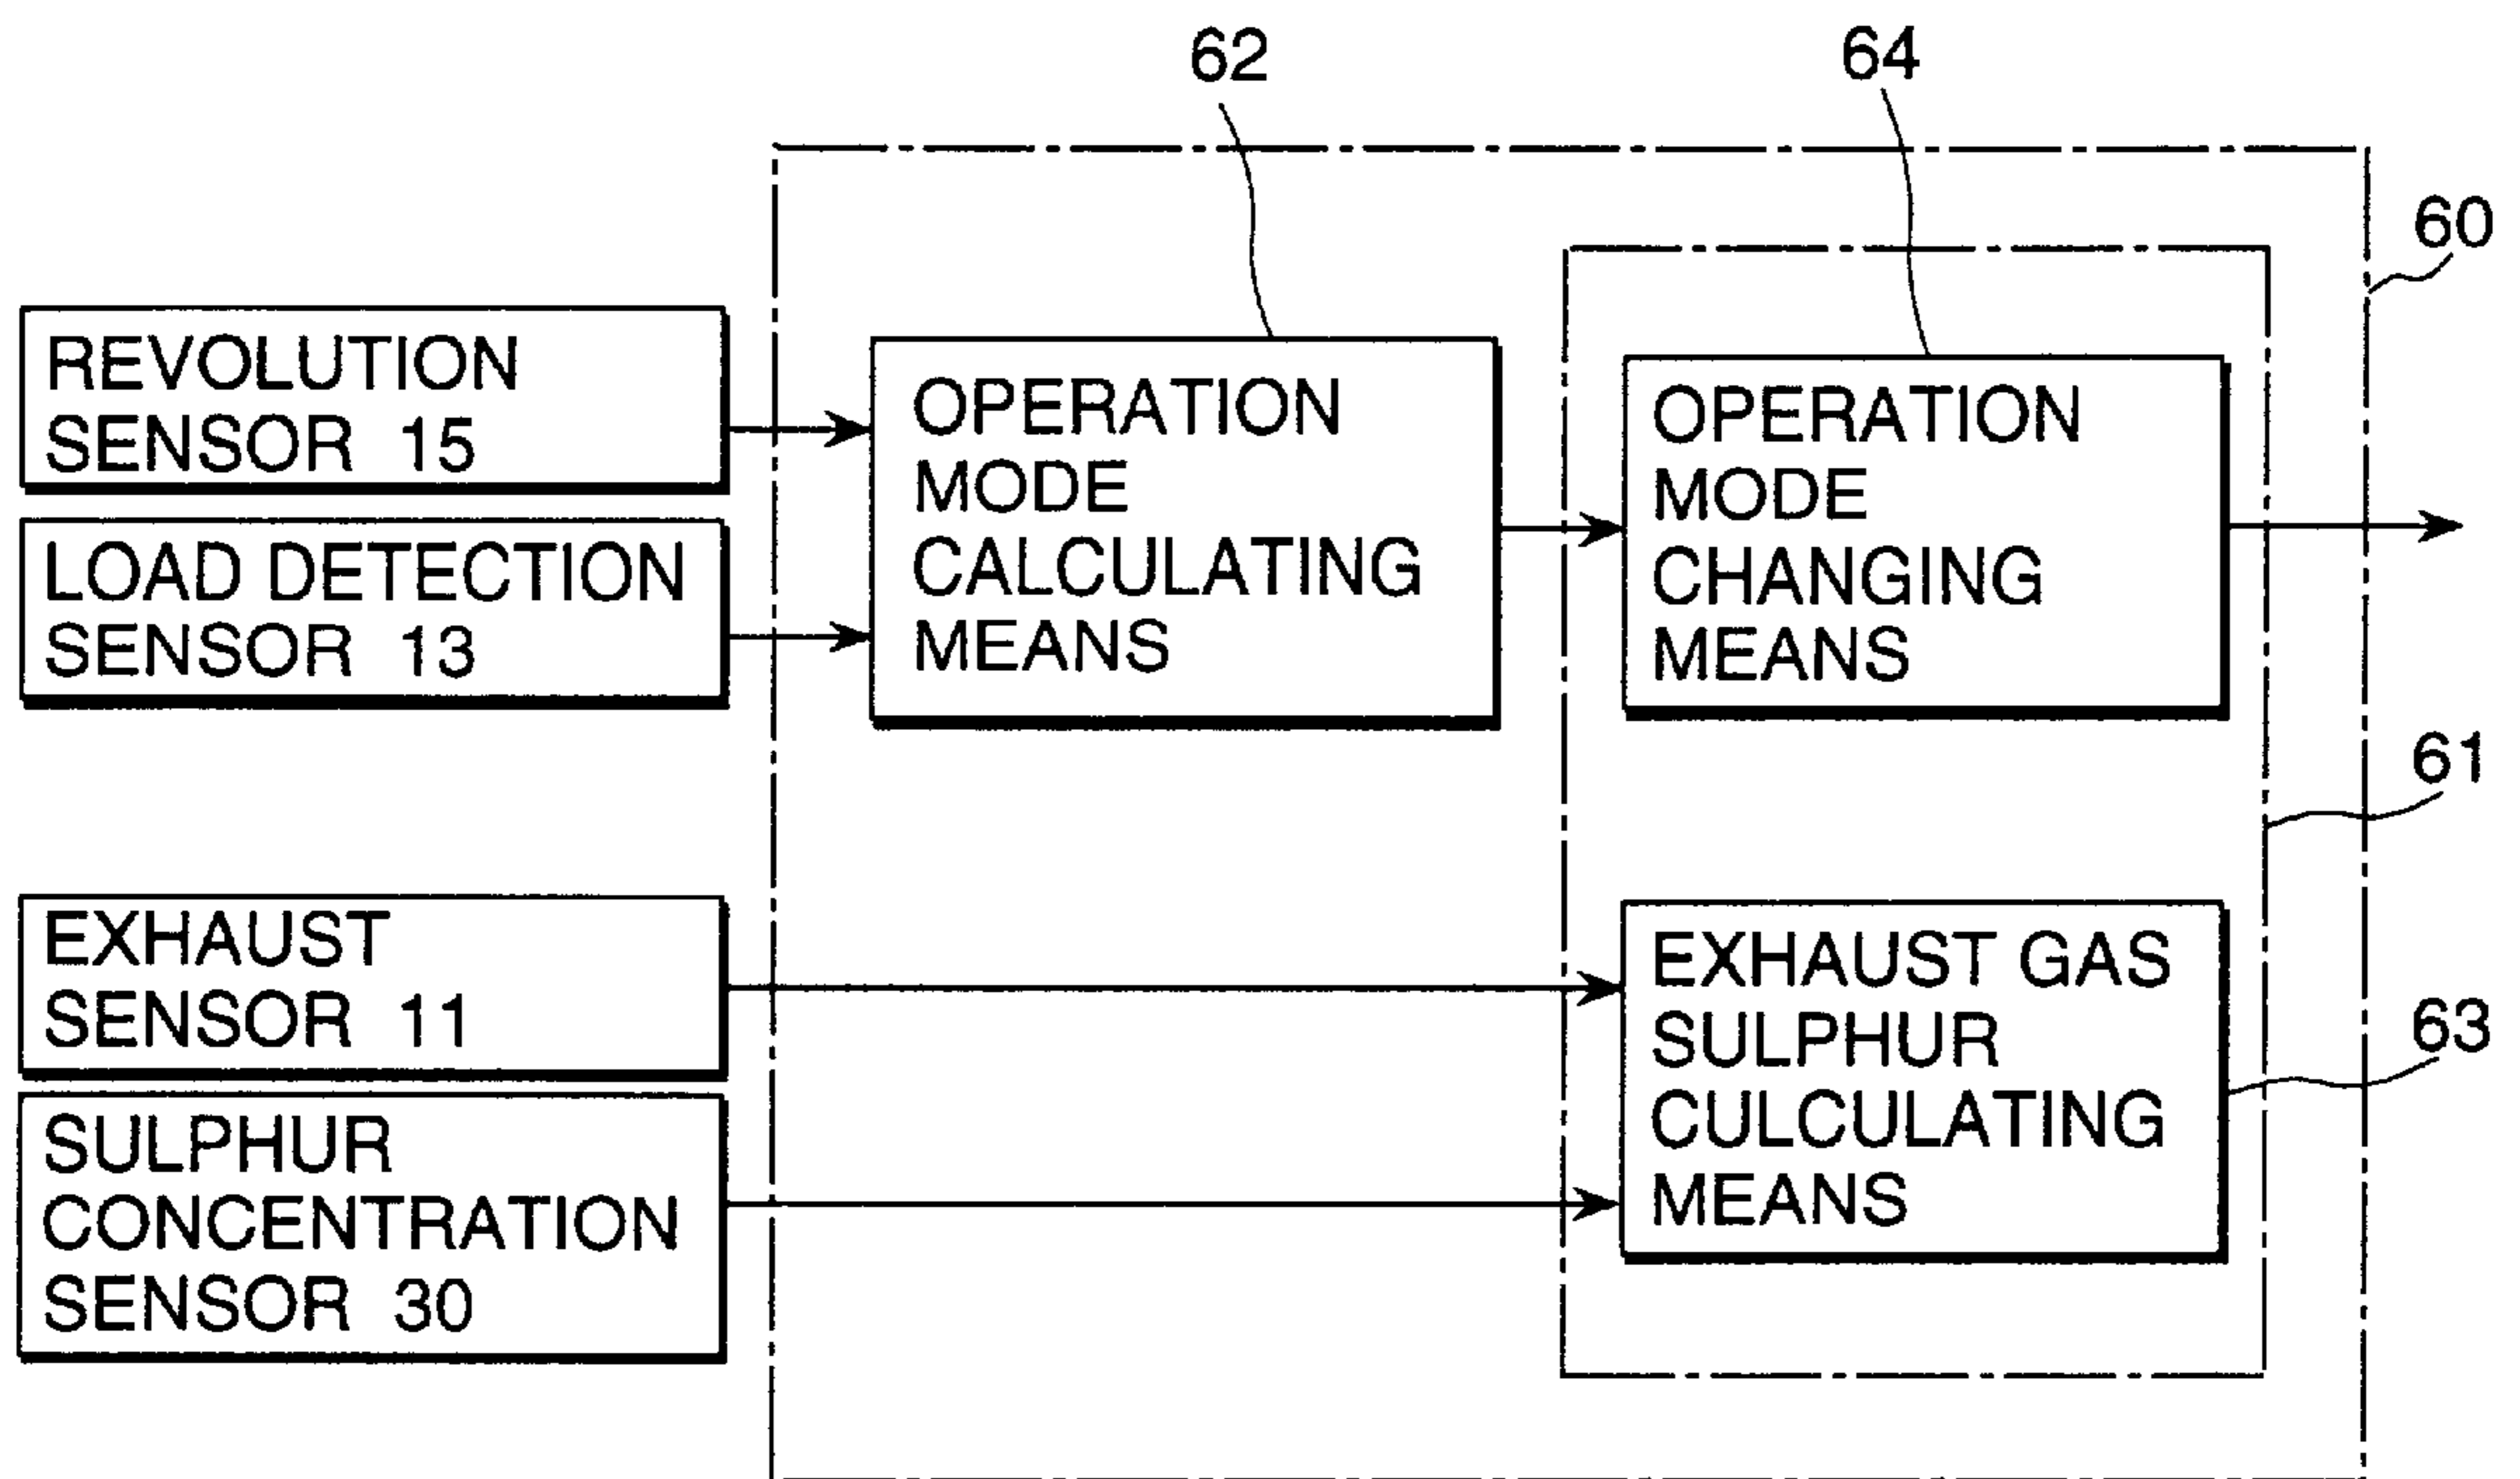 62
64
60
REVOLUTION
SENSOR 15
LOAD DETECTION
SENSOR 13
OPERATION
MODE
CALCULATING
MEANS
OPERATION
MODE
CHANGING
MEANS
61
EXHAUST
SENSOR 11
SULPHUR
CONCENTRATION
SENSOR 30
EXHAUST GAS
SULPHUR
CULCULATING
MEANS
63